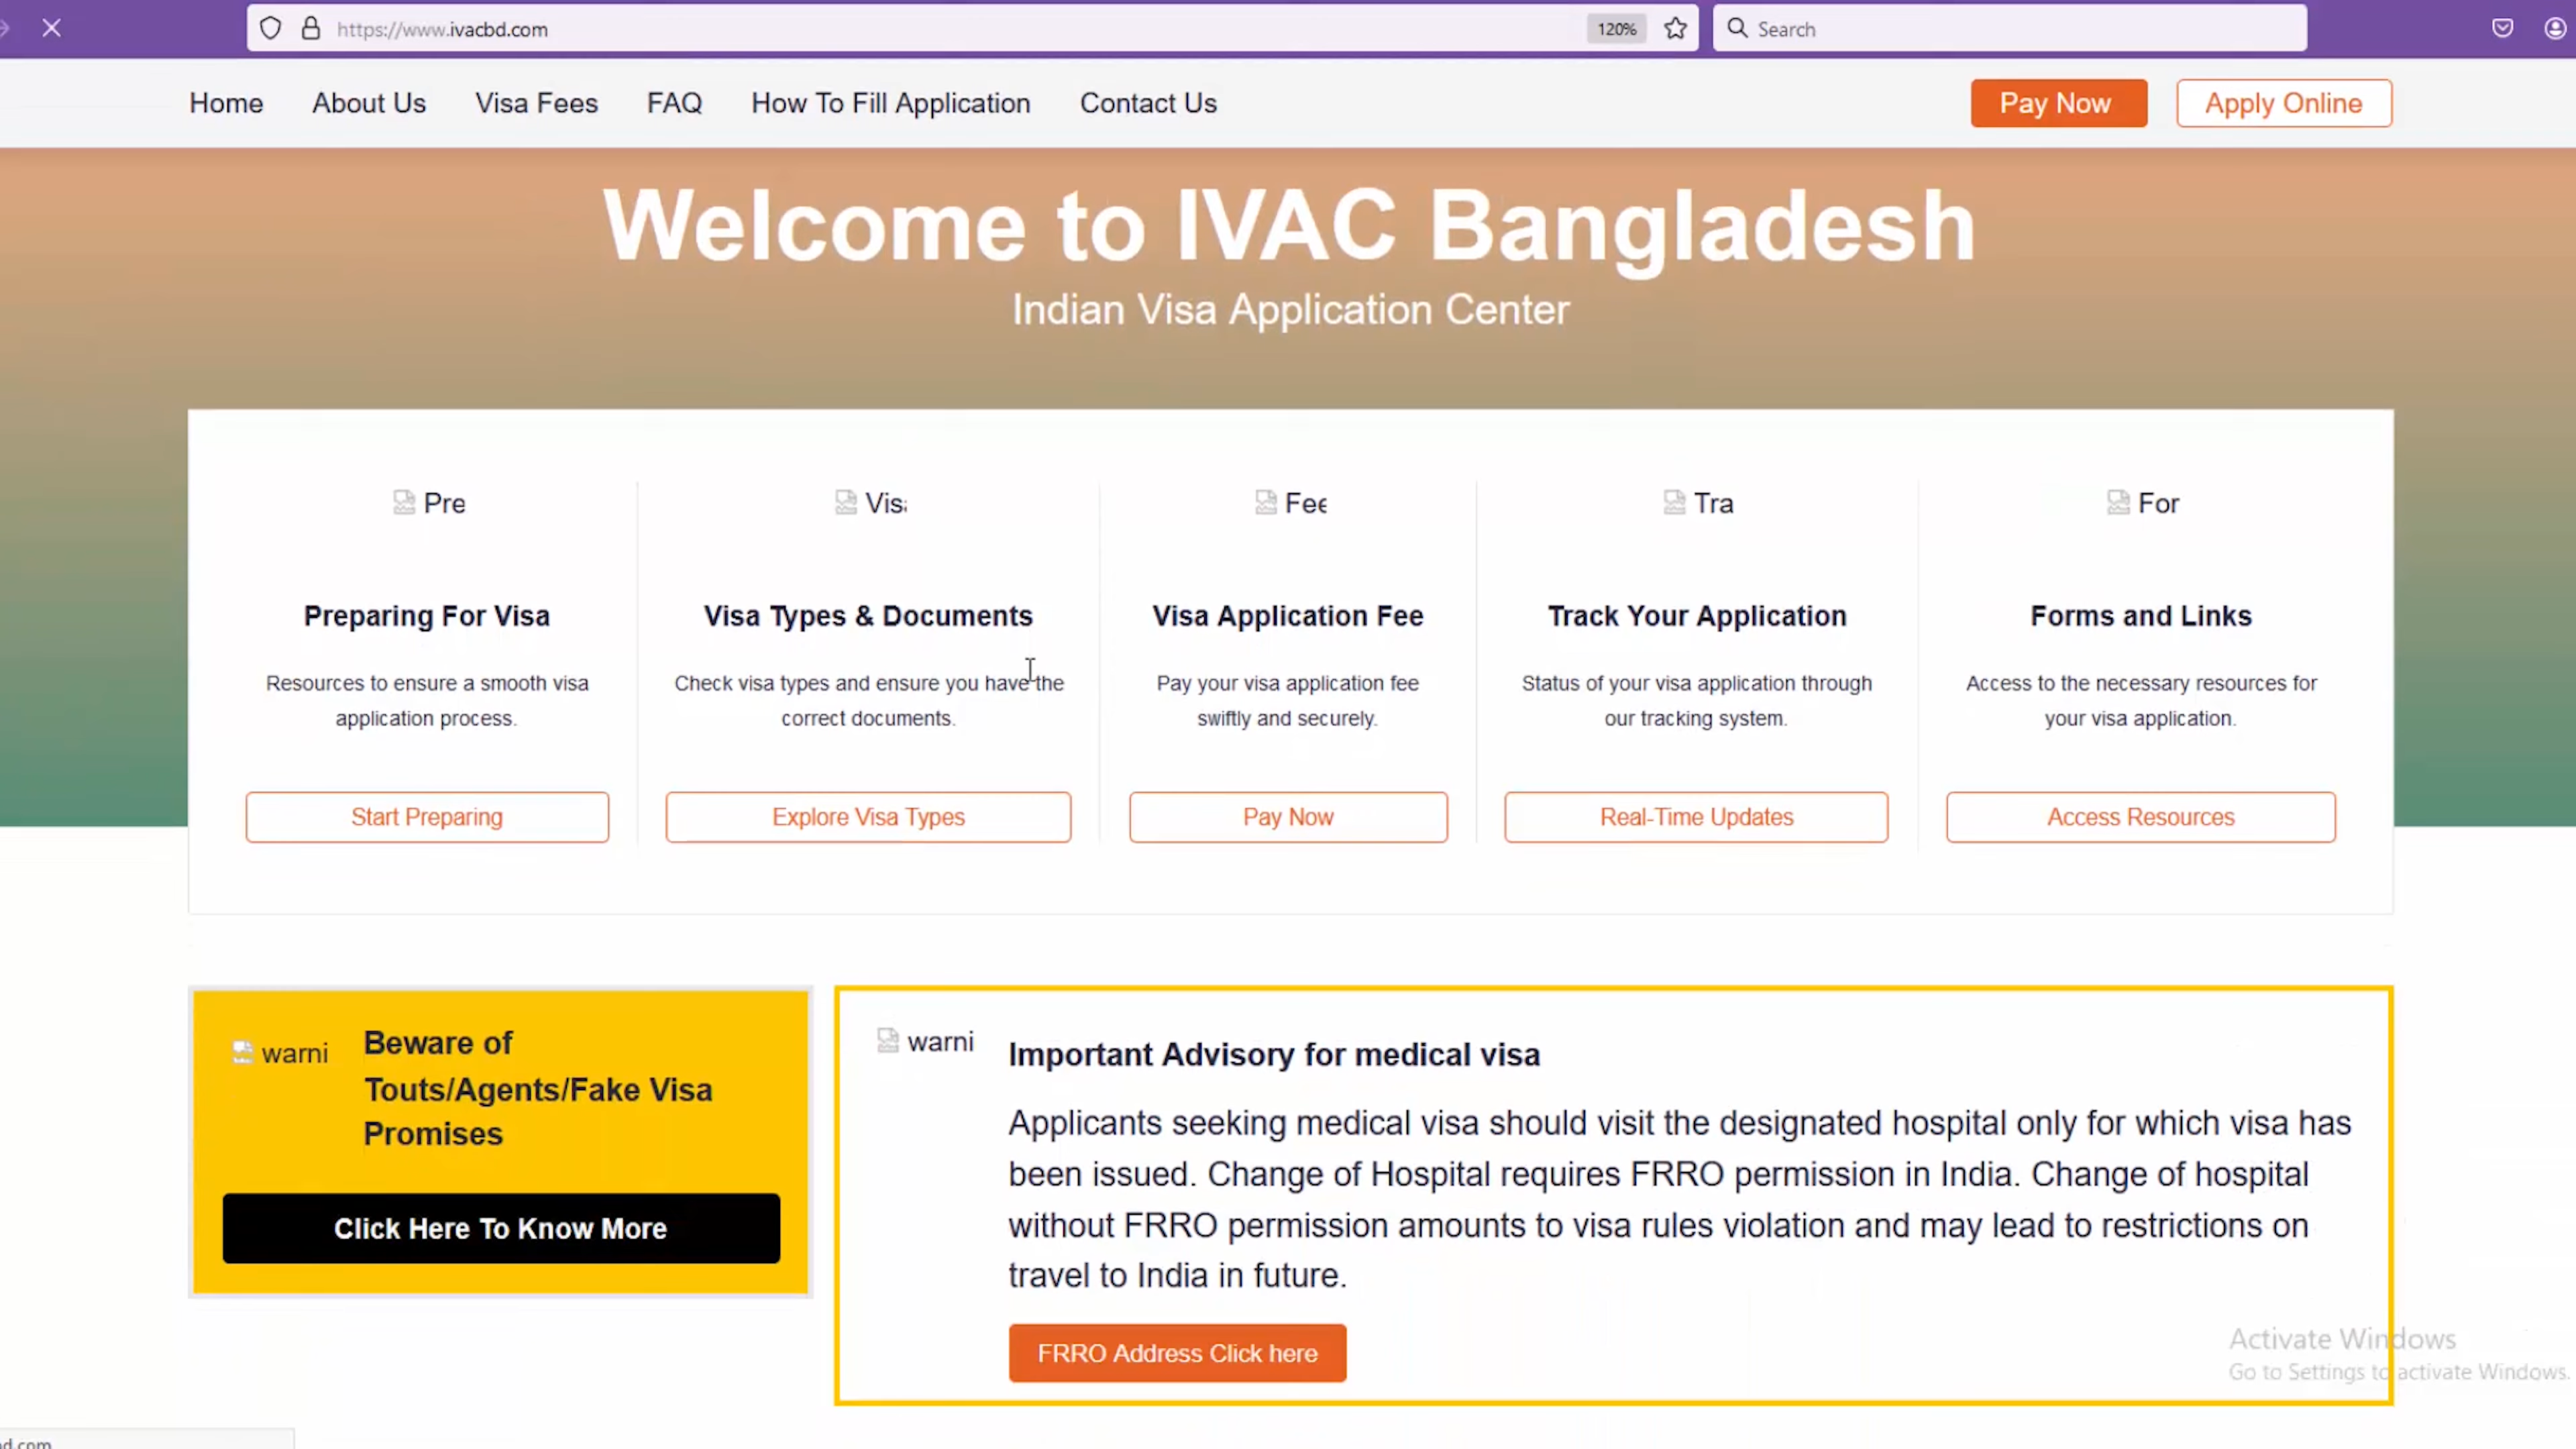 https://www.ivacbd.com
120%
Search
Home About Us Visa Fees FAQ How To Fill Application Contact Us Pay Now Apply Online
Welcome to IVAC Bangladesh
Indian Visa Application Center
Pre
Preparing For Visa
Resources to ensure a smooth visa
application process.
Start Preparing
Visa
Visa Types & Documents
Check visa types and ensure you have the
correct documents.
Explore Visa Types
Fee
Visa Application Fee
Pay your visa application fee
swiftly and securely.
Pay Now
Tra
Track Your Application
Status of your visa application through
our tracking system.
Real-Time Updates
For
Forms and Links
Access to the necessary resources for
your visa application.
Access Resources
warni
Beware of
Touts/Agents/Fake Visa
Promises
Click Here To Know More
warni
Important Advisory for medical visa
Applicants seeking medical visa should visit the designated hospital only for which visa has
been issued. Change of Hospital requires FRRO permission in India. Change of hospital
without FRRO permission amounts to visa rules violation and may lead to restrictions on
travel to India in future.
FRRO Address Click here
Activate Windows
Go to Settings to activate Windows.